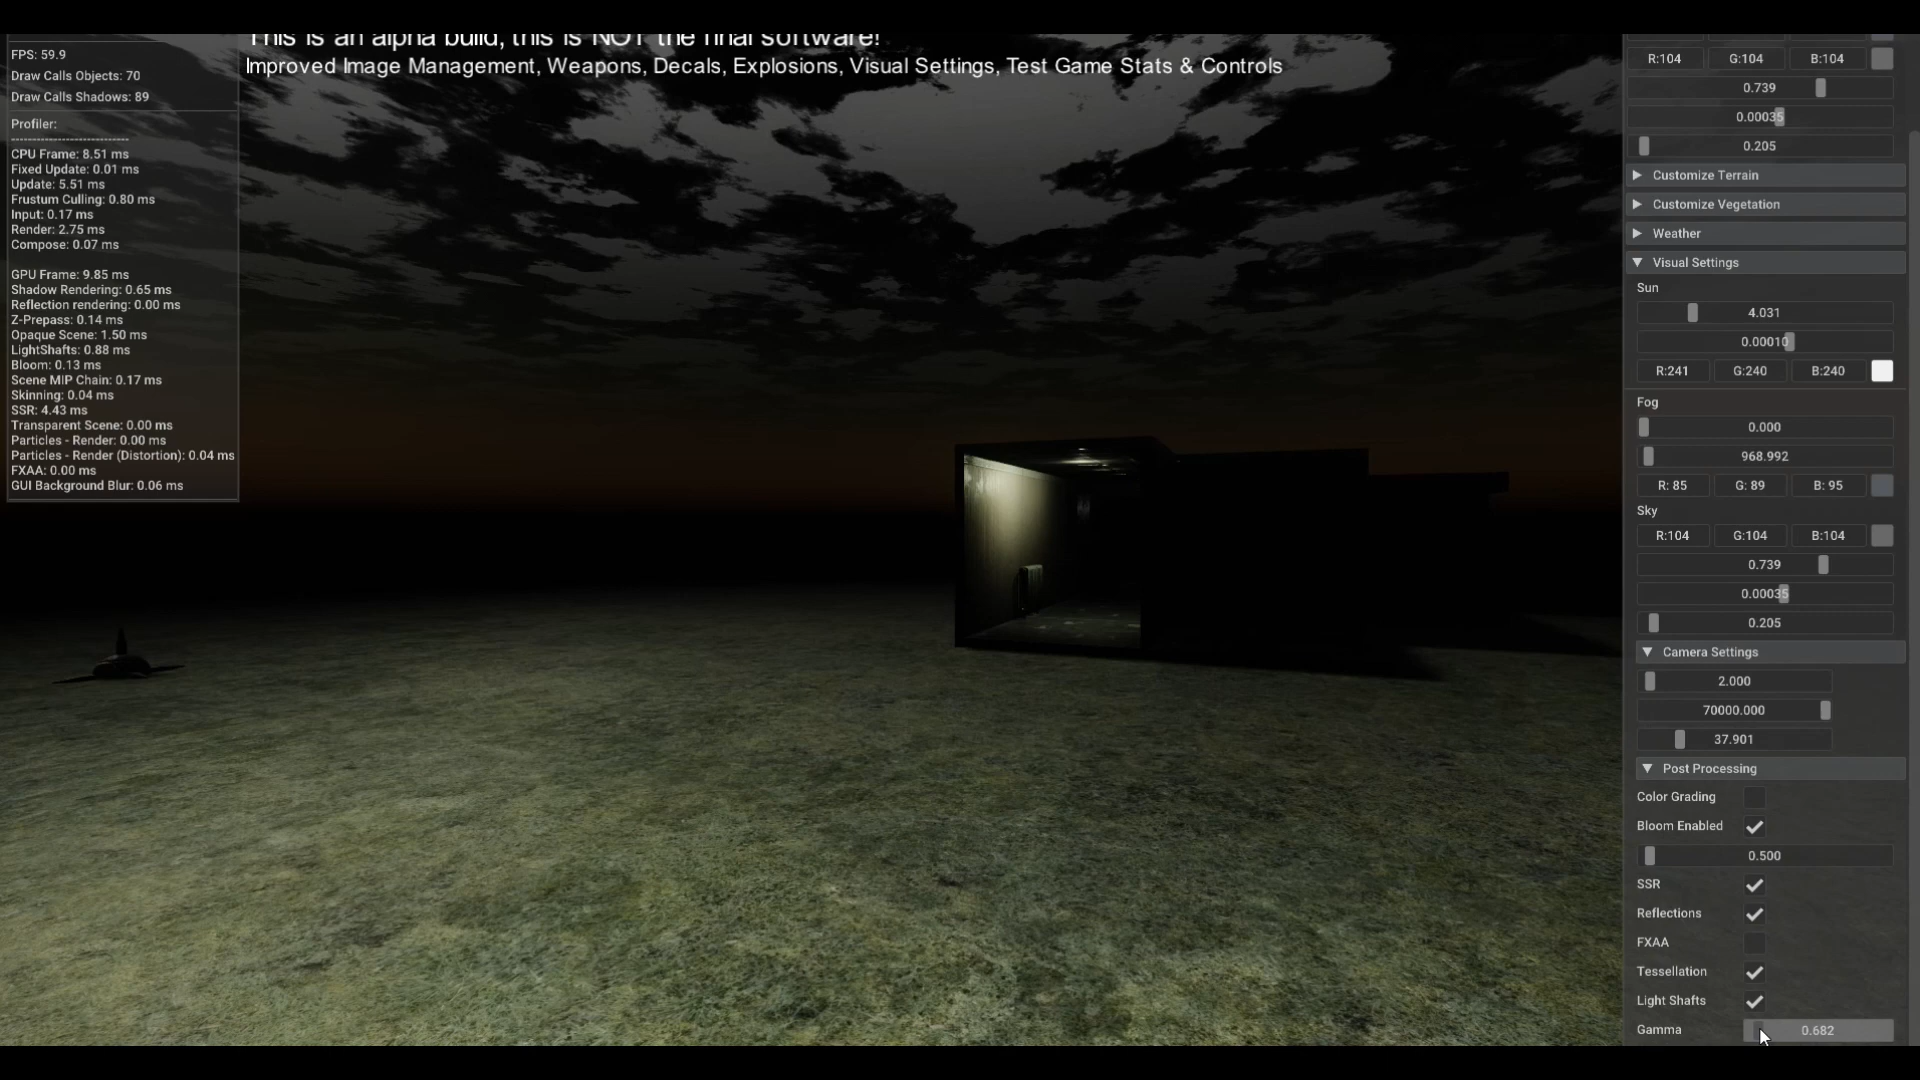 This is an alpha build, this is NOT the final software!
Improved Image Management, Weapons, Decals, Explosions, Visual Settings, Test Game Stats & Controls
FPS: 59.9
Draw Calls Objects: 70
Draw Calls Shadows: 89
Profiler:
----------------------------
CPU Frame: 8.51 ms
Fixed Update: 0.01 ms
Update: 5.51 ms
Frustum Culling: 0.80 ms
Input: 0.17 ms
Render: 2.75 ms
Compose: 0.07 ms
GPU Frame: 9.85 ms
Shadow Rendering: 0.65 ms
Reflection rendering: 0.00 ms
Z-Prepass: 0.14 ms
Opaque Scene: 1.50 ms
LightShafts: 0.88 ms
Bloom: 0.13 ms
Scene MIP Chain: 0.17 ms
Skinning: 0.04 ms
SSR: 4.43 ms
Transparent Scene: 0.00 ms
Particles - Render: 0.00 ms
Particles - Render (Distortion): 0.04 ms
FXAA: 0.00 ms
GUI Background Blur: 0.06 ms
R:104 G:104 B:104
0.739
0.00035
0.205
Customize Terrain
Customize Vegetation
Weather
Visual Settings
Sun
4.031
0.00010
R:241 G:240 B:240
Fog
0.000
968.992
R: 85 G: 89 B: 95
Sky
R:104 G:104 B:104
0.739
0.00035
0.205
Camera Settings
2.000
70000.000
37.901
Post Processing
Color Grading
Bloom Enabled
0.500
SSR
Reflections
FXAA
Tessellation
Light Shafts
Gamma 0.682